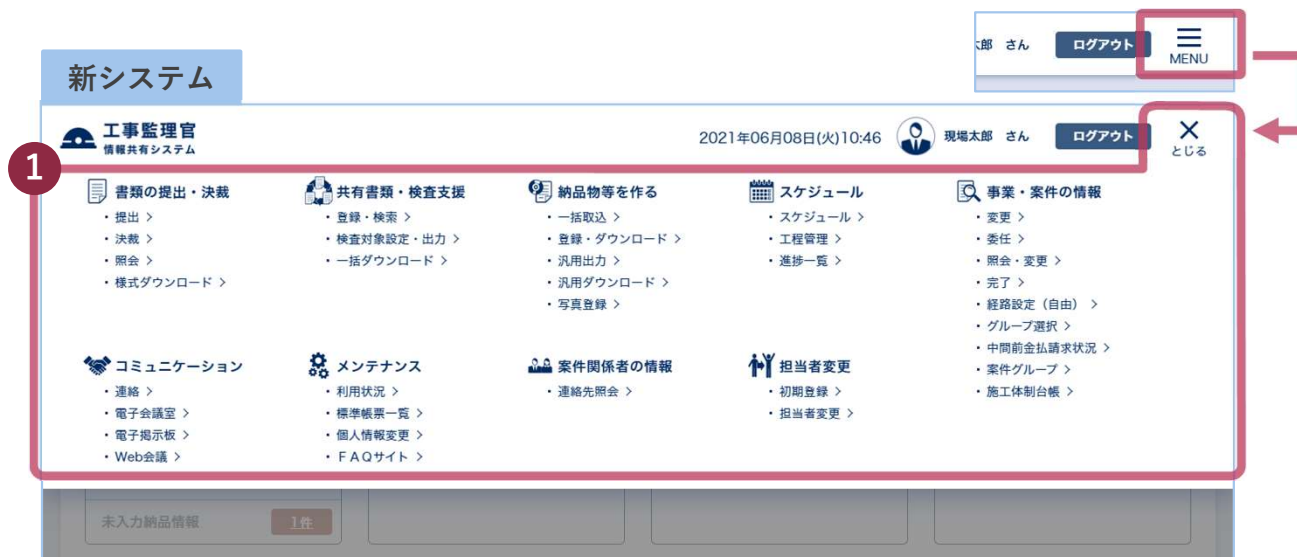 太郎 さん ログアウト MENU
新システム
工事監理官
情報共有システム
2021年06月08日(火)10:46 現場太郎 さん ログアウト とじる
1
書類の提出・決裁
・提出 >
・決裁 >
・照会 >
・様式ダウンロード >
共有書類・検査支援
・登録・検索 >
・検査対象設定・出力 >
・一括ダウンロード >
納品物等を作る
・一括取込 >
・登録・ダウンロード >
・汎用出力 >
・汎用ダウンロード >
・写真登録 >
スケジュール
・スケジュール >
・工程管理 >
・進捗一覧 >
事業・案件の情報
・変更 >
・委任 >
・照会・変更 >
・完了 >
・経路設定（自由） >
・グループ選択 >
・中間前金払請求状況 >
・案件グループ >
・施工体制台帳 >
コミュニケーション
・連絡 >
・電子会議室 >
・電子掲示板 >
・Web会議 >
メンテナンス
・利用状況 >
・標準帳票一覧 >
・個人情報変更 >
・ＦＡＱサイト >
案件関係者の情報
・連絡先照会 >
担当者変更
・初期登録 >
・担当者変更 >
未入力納品情報 1件